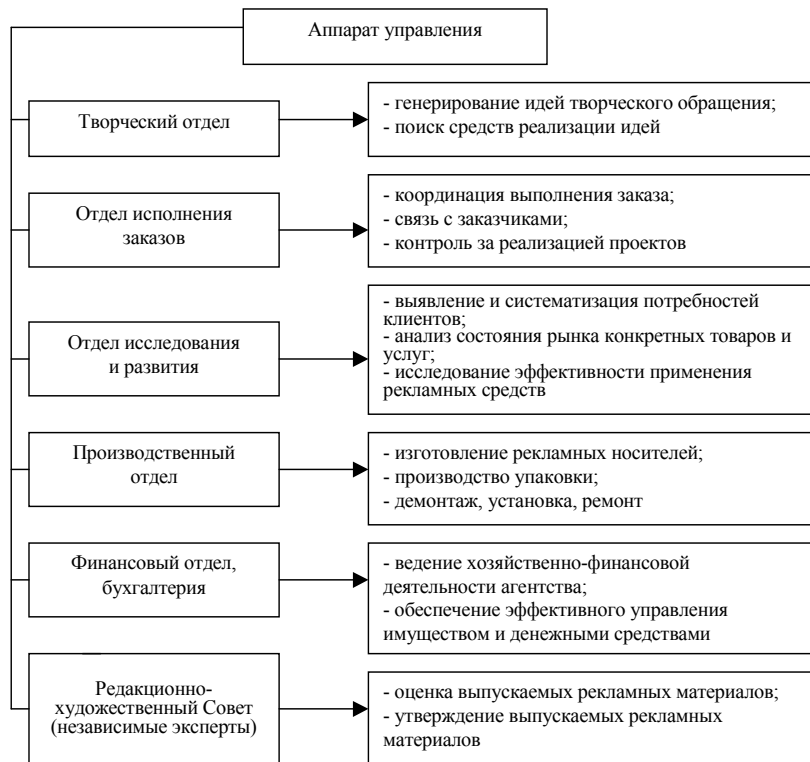 Аппарат управления
Творческий отдел
- генерирование идей творческого обращения;
- поиск средств реализации идей
Отдел исполнения
заказов
- координация выполнения заказа;
- связь с заказчиками;
- контроль за реализацией проектов
Отдел исследования
и развития
- выявление и систематизация потребностей
клиентов;
- анализ состояния рынка конкретных товаров и
услуг;
- исследование эффективности применения
рекламных средств
Производственный
отдел
- изготовление рекламных носителей;
- производство упаковки;
- демонтаж, установка, ремонт
Финансовый отдел,
бухгалтерия
- ведение хозяйственно-финансовой
деятельности агентства;
- обеспечение эффективного управления
имуществом и денежными средствами
Редакционно-
художественный Совет
(независимые эксперты)
- оценка выпускаемых рекламных материалов;
- утверждение выпускаемых рекламных
материалов